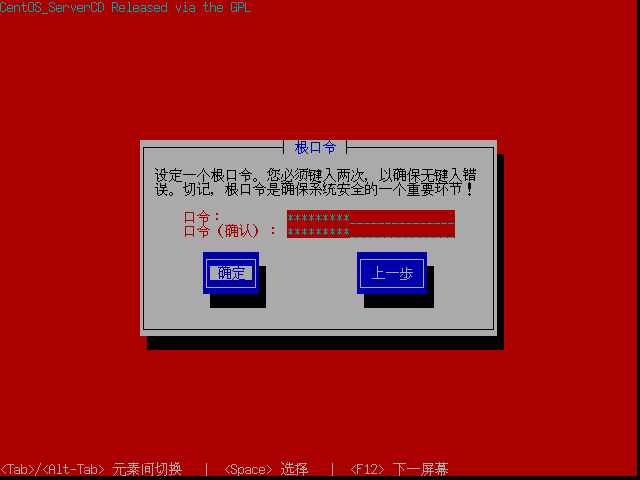 CentOS_ServerCD Released via the GPL
根口令
设定一个根口令。您必须键入两次，以确保无键入错
误。切记，根口令是确保系统安全的一个重要环节！
口令： *********_______________
口令（确认）： *********_______________
确定 上一步
<Tab>/<Alt-Tab> 元素间切换 | <Space> 选择 | <F12> 下一屏幕